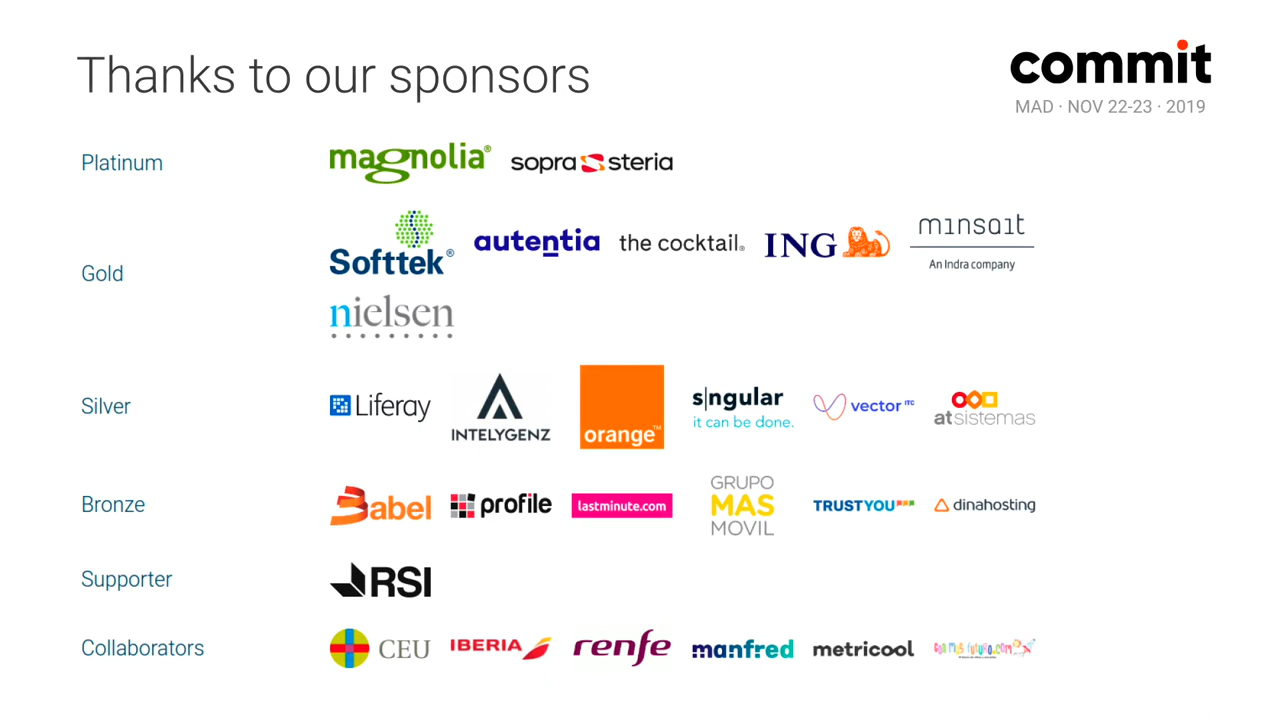 Thanks to our sponsors
commit
MAD · NOV 22-23 · 2019
Platinum
magnolia®
sopra steria
Gold
Softtek®
autentia
the cocktail®
ING
minsait
An Indra company
nielsen
Silver
Liferay
INTELYGENZ
orange™
s|ngular
it can be done.
vector ITC
atsistemas
Bronze
Babel
profile
lastminute.com
GRUPO
MAS
MOVIL
TRUSTYOU
dinahosting
Supporter
RSI
Collaborators
CEU
IBERIA
renfe
manfred
metricool